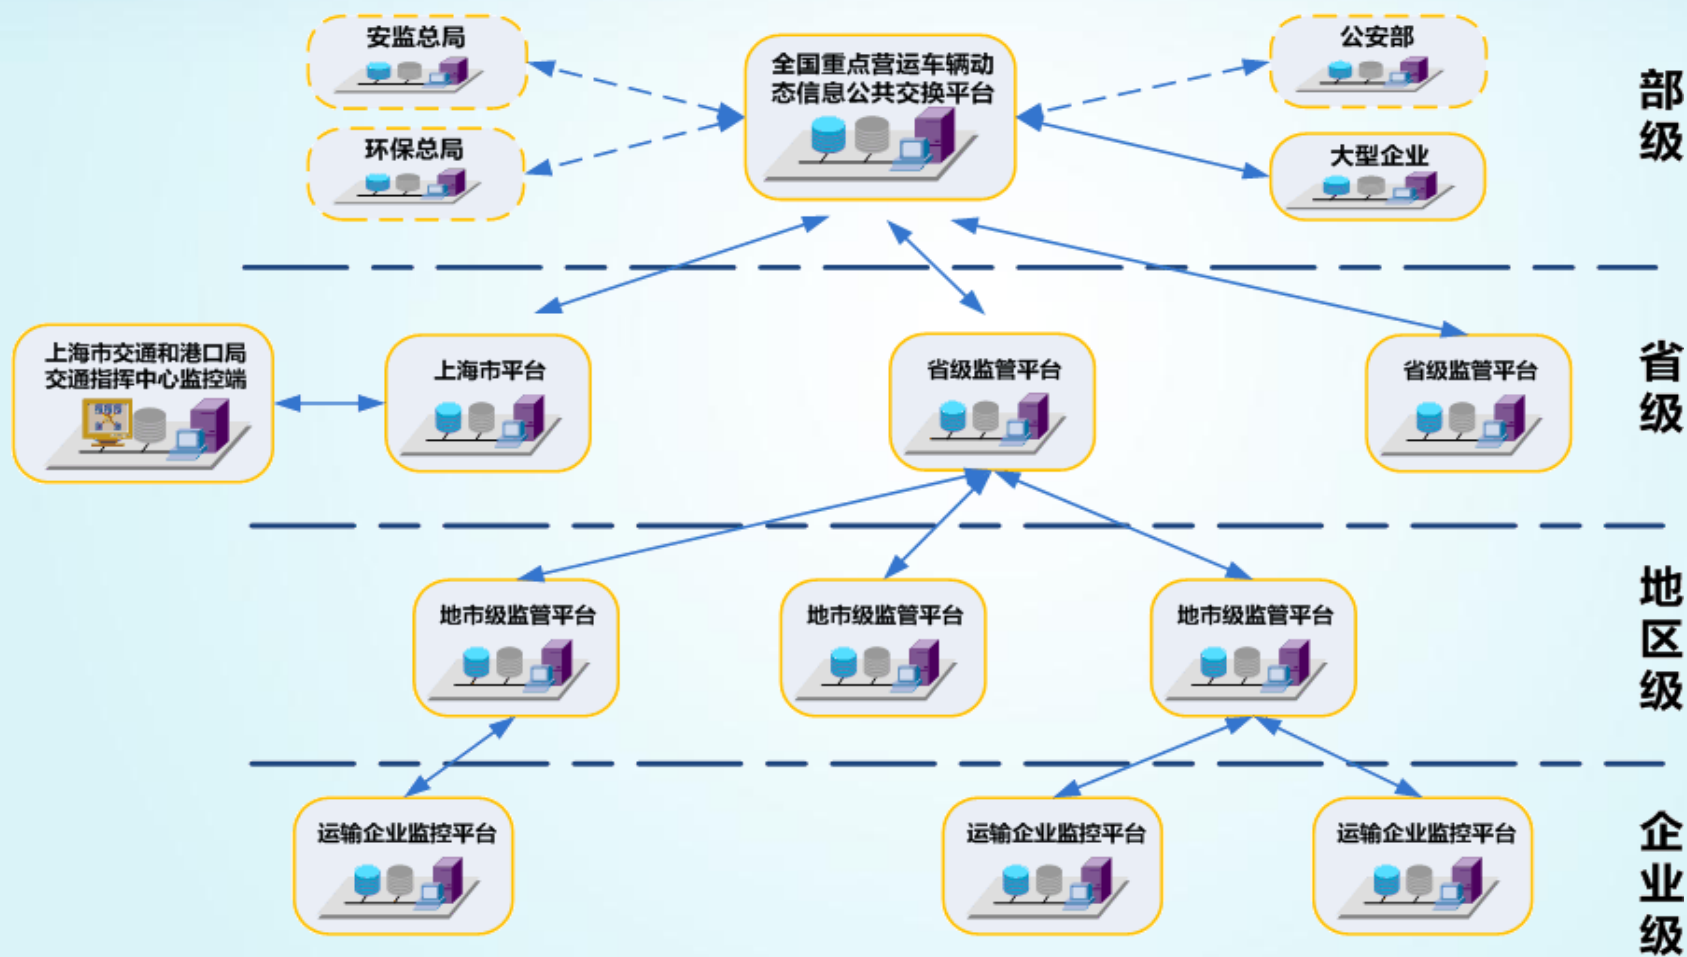 安监总局
环保总局
全国重点营运车辆动
态信息公共交换平台
公安部
大型企业
部级
上海市交通和港口局
交通指挥中心监控端
上海市平台
省级监管平台
省级监管平台
省级
地市级监管平台
地市级监管平台
地市级监管平台
地区级
运输企业监控平台
运输企业监控平台
运输企业监控平台
企业级